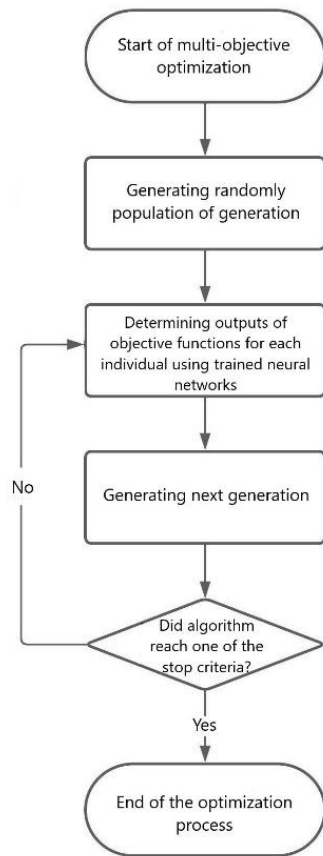 Start of multi-objective
optimization
Generating randomly
population of generation
Determining outputs of
objective functions for each
individual using trained neural
networks
No
Generating next generation
Did algorithm
reach one of the
stop criteria?
Yes
End of the optimization
process